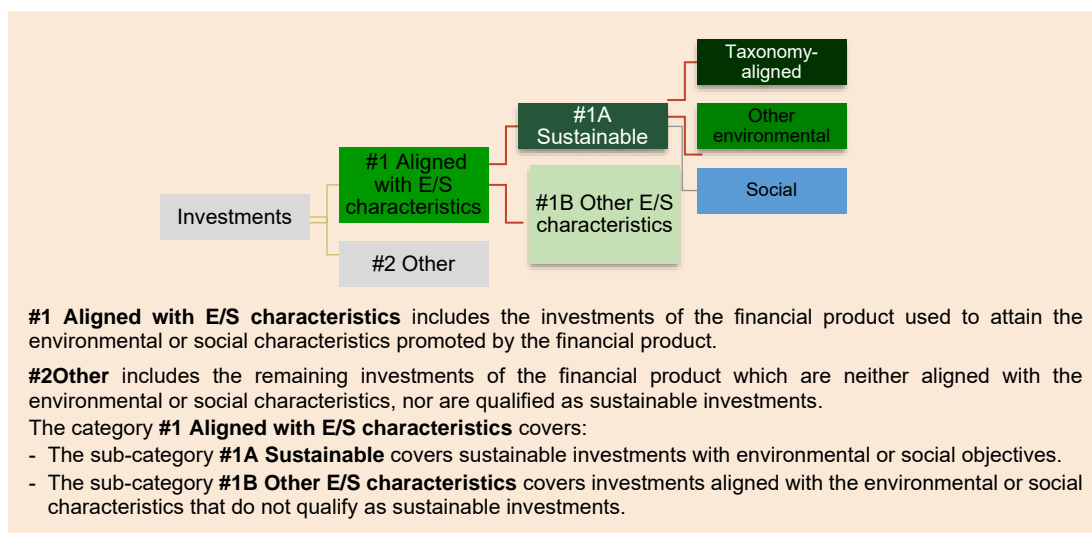 Taxonomy-
aligned
#1A
Sustainable
Other
environmental
#1 Aligned
with E/S
characteristics
Social
#1B Other E/S
characteristics
Investments
#2 Other
#1 Aligned with E/S characteristics includes the investments of the financial product used to attain the
environmental or social characteristics promoted by the financial product.
#2Other includes the remaining investments of the financial product which are neither aligned with the
environmental or social characteristics, nor are qualified as sustainable investments.
The category #1 Aligned with E/S characteristics covers:
- The sub-category #1A Sustainable covers sustainable investments with environmental or social objectives.
- The sub-category #1B Other E/S characteristics covers investments aligned with the environmental or social
characteristics that do not qualify as sustainable investments.